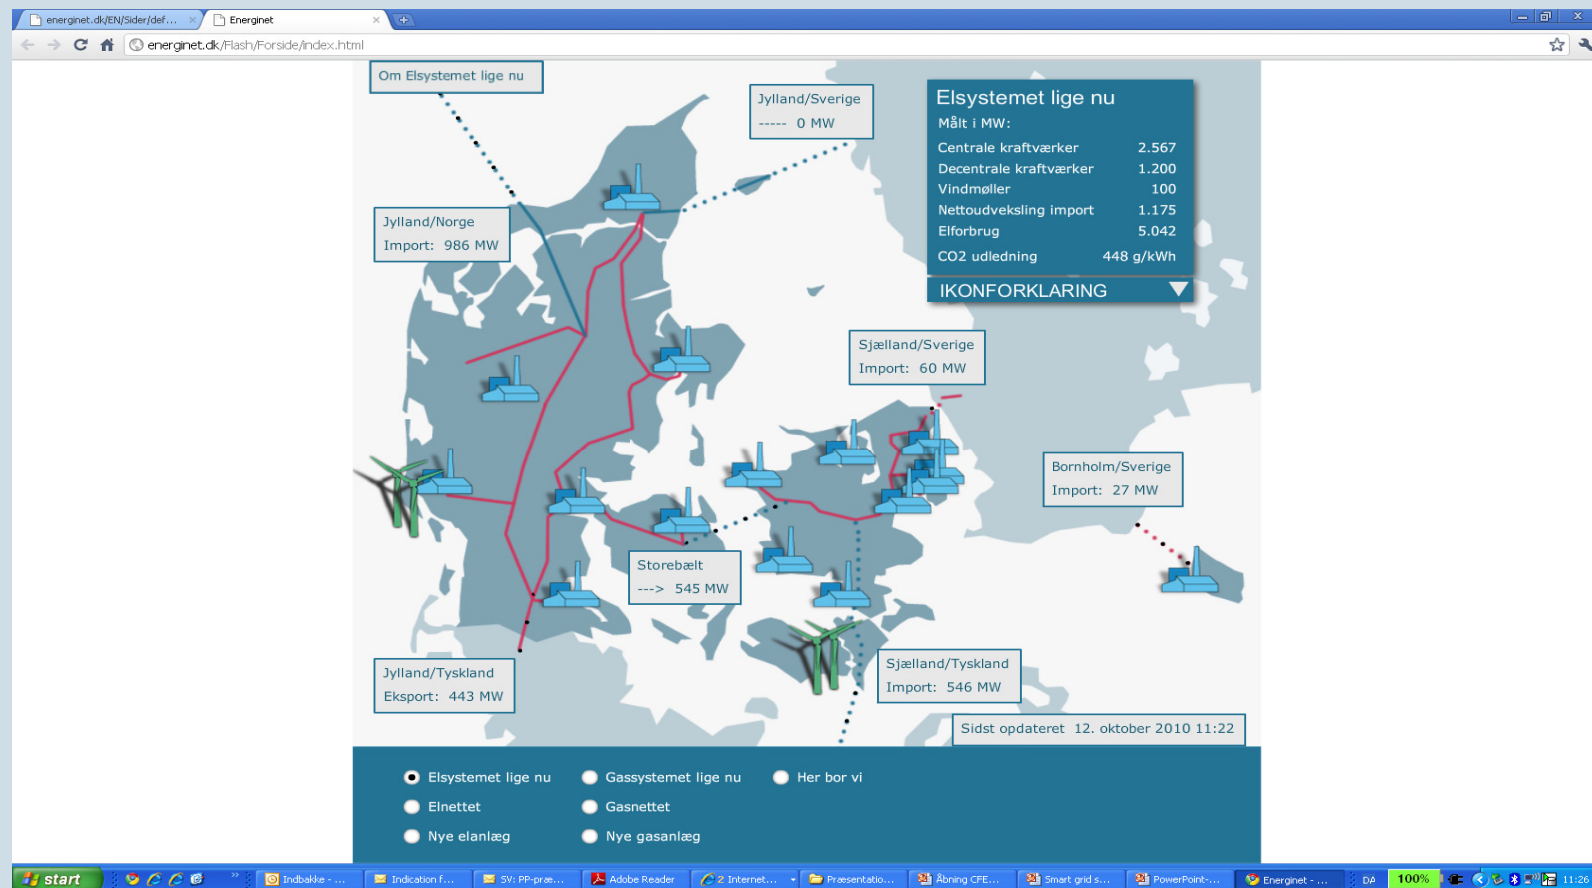 energinet.dk/EN/Sider/def...
Energinet
energinet.dk/Flash/Forside/index.html
Om Elsystemet lige nu
Jylland/Sverige
----- 0 MW
Elsystemet lige nu
Målt i MW:
Centrale kraftværker 2.567
Decentrale kraftværker 1.200
Vindmøller 100
Nettoudveksling import 1.175
Elforbrug 5.042
CO2 udledning 448 g/kWh
IKONFORKLARING
Jylland/Norge
Import: 986 MW
Sjælland/Sverige
Import: 60 MW
Bornholm/Sverige
Import: 27 MW
Storebælt
---> 545 MW
Jylland/Tyskland
Eksport: 443 MW
Sjælland/Tyskland
Import: 546 MW
Sidst opdateret 12. oktober 2010 11:22
Elsystemet lige nu Gassystemet lige nu Her bor vi
Elnettet Gasnettet
Nye elanlæg Nye gasanlæg
start Indbakke - ... Indication f... SV: PP-præ... Adobe Reader 2 Internet... Præsentatio... Åbning CFE... Smart grid s... PowerPoint-... Energinet - ... DA 100% 11:26